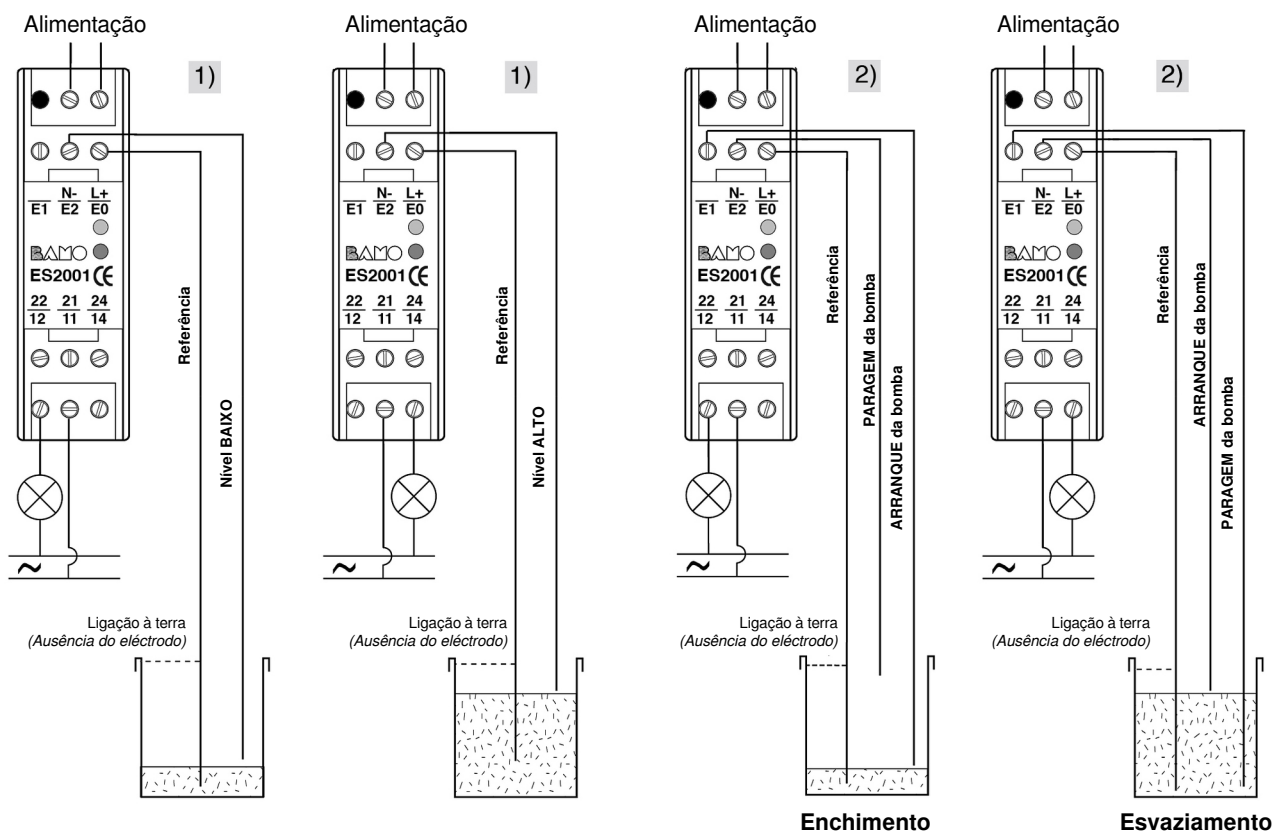 Alimentação
1)
N- L+
E1 E2 E0
BAMO
ES2001 CE
22 21 24
12 11 14
Referência
Nível BAIXO
~
Ligação à terra
(Ausência do eléctrodo)
Alimentação
1)
N- L+
E1 E2 E0
BAMO
ES2001 CE
22 21 24
12 11 14
Referência
Nível ALTO
~
Ligação à terra
(Ausência do eléctrodo)
Alimentação
2)
N- L+
E1 E2 E0
BAMO
ES2001 CE
22 21 24
12 11 14
Referência
PARAGEM da bomba
ARRANQUE da bomba
~
Ligação à terra
(Ausência do eléctrodo)
Enchimento
Alimentação
2)
N- L+
E1 E2 E0
BAMO
ES2001 CE
22 21 24
12 11 14
Referência
ARRANQUE da bomba
PARAGEM da bomba
~
Ligação à terra
(Ausência do eléctrodo)
Esvaziamento